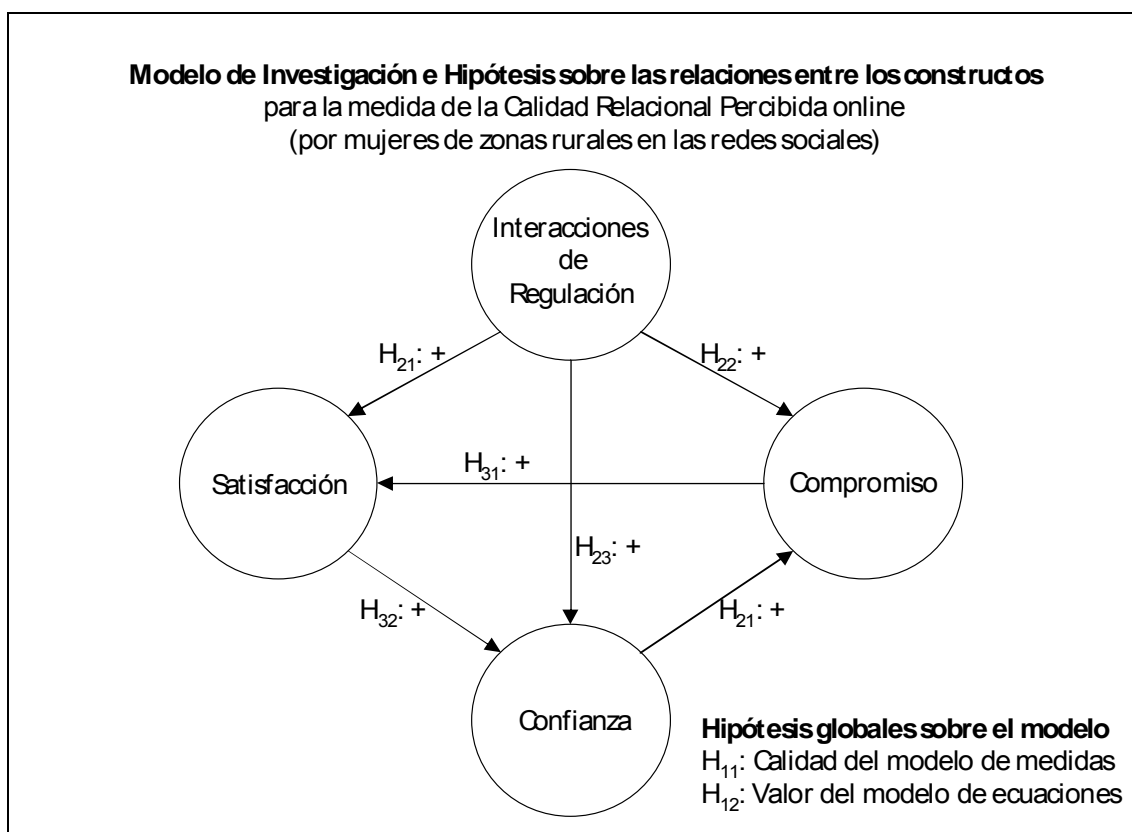 Modelo de Investigación e Hipótesis sobre las relaciones entre los constructos
para la medida de la Calidad Relacional Percibida online
(por mujeres de zonas rurales en las redes sociales)
Interacciones
de
Regulación
H21: +
H22: +
Satisfacción
H31: +
Compromiso
H23: +
H32: +
H21: +
Confianza
Hipótesis globales sobre el modelo
H11: Calidad del modelo de medidas
H12: Valor del modelo de ecuaciones